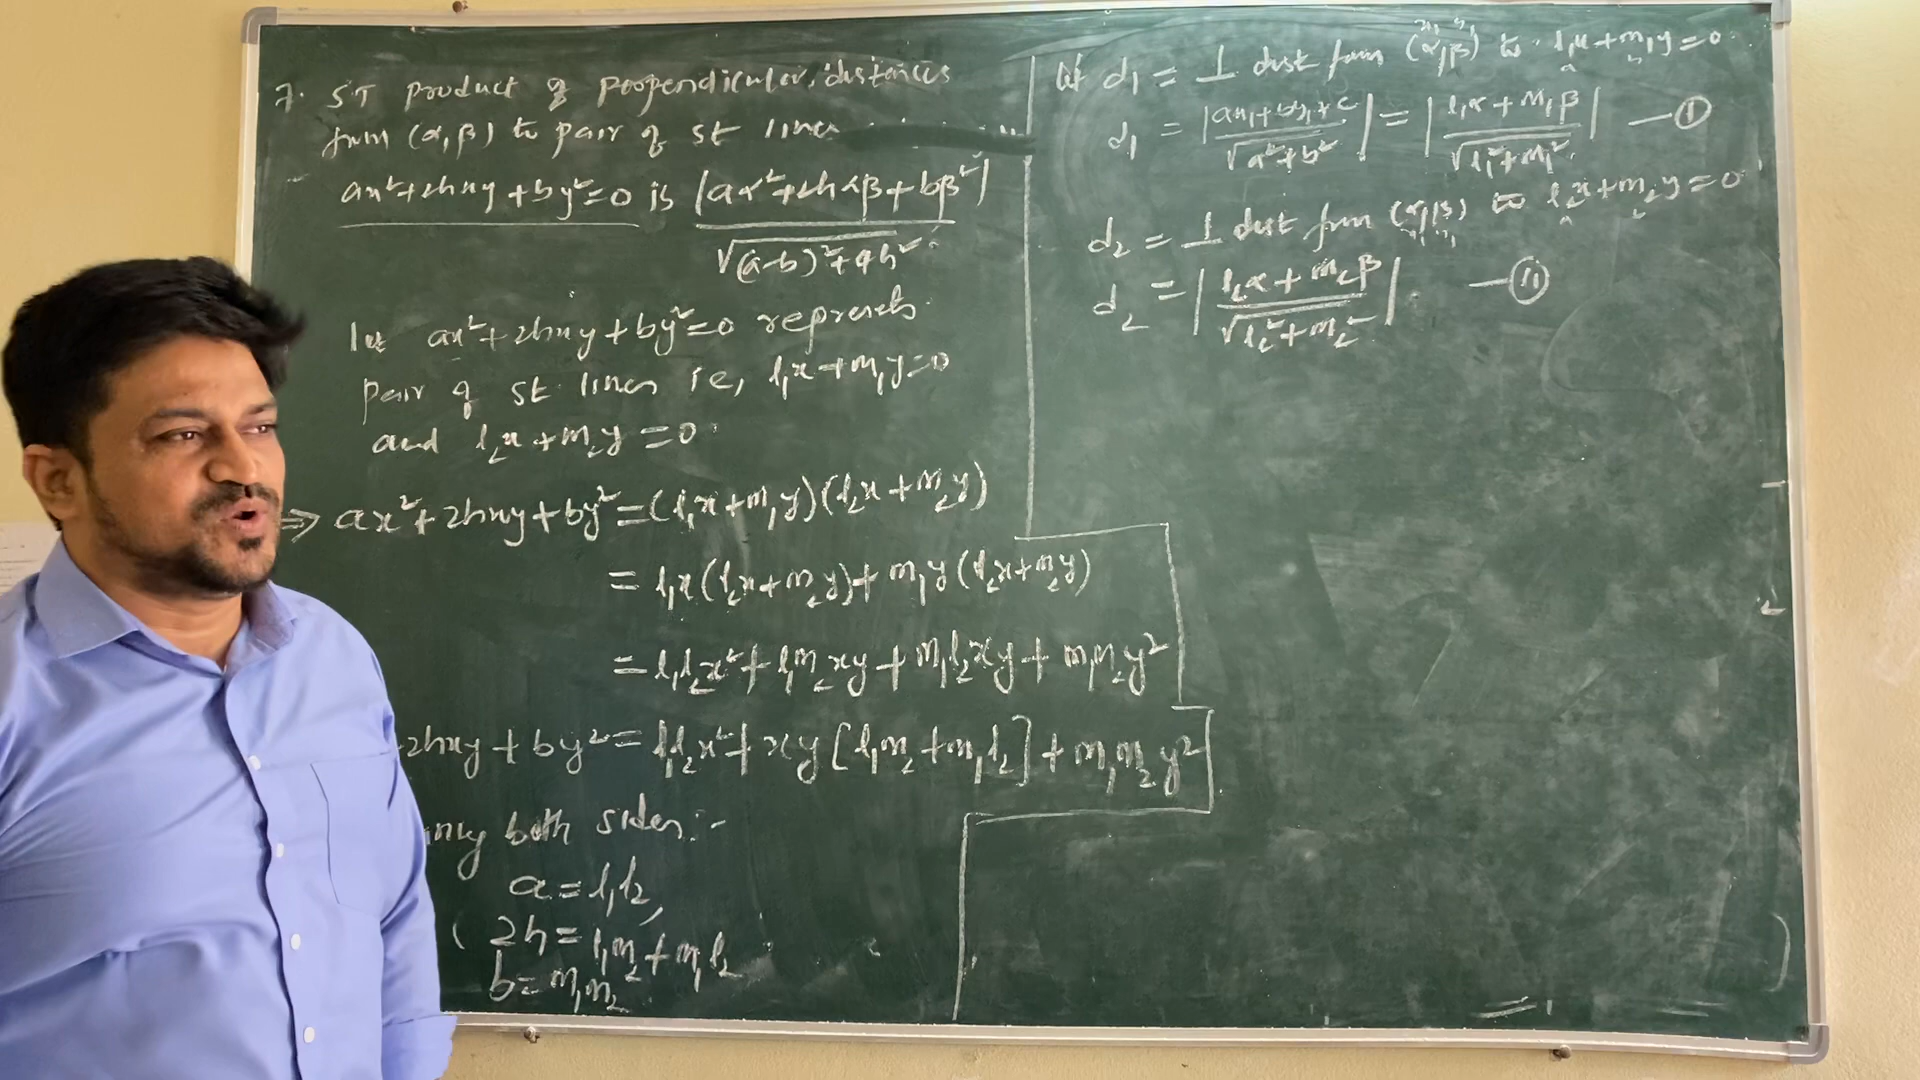 7. ST product of perpendicular distances
from (α,β) to pair of st lines
ax²+2hxy+by²=0 is |aα²+2hαβ+bβ²|
√(a-b)²+4h²
let ax²+2hxy+by²=0 represents
pair of st. lines ie, l₁x+m₁y=0
and l₂x+m₂y=0
⇒ ax²+2hxy+by²=(l₁x+m₁y)(l₂x+m₂y)
= l₁x(l₂x+m₂y)+m₁y(l₂x+m₂y)
= l₁l₂x²+l₁m₂xy+m₁l₂xy+m₁m₂y²
2hxy+by²=l₁l₂x²+xy[l₁m₂+m₁l₂]+m₁m₂y²
both sides:-
a=l₁l₂,
2h=l₁m₂+m₁l₂
b=m₁m₂
x₁ y₁
let d₁ = ⊥ dist from (α,β) to l₁x+m₁y=0
a b
d₁ = |ax₁+by₁+c/√a²+b²| = |l₁α+m₁β/√l₁²+m₁²| —(I)
d₂ = ⊥ dist from (α,β) to l₂x+m₂y=0
x₁ y₁ a b
d₂ = |l₂α+m₂β/√l₂²+m₂²| —(II)